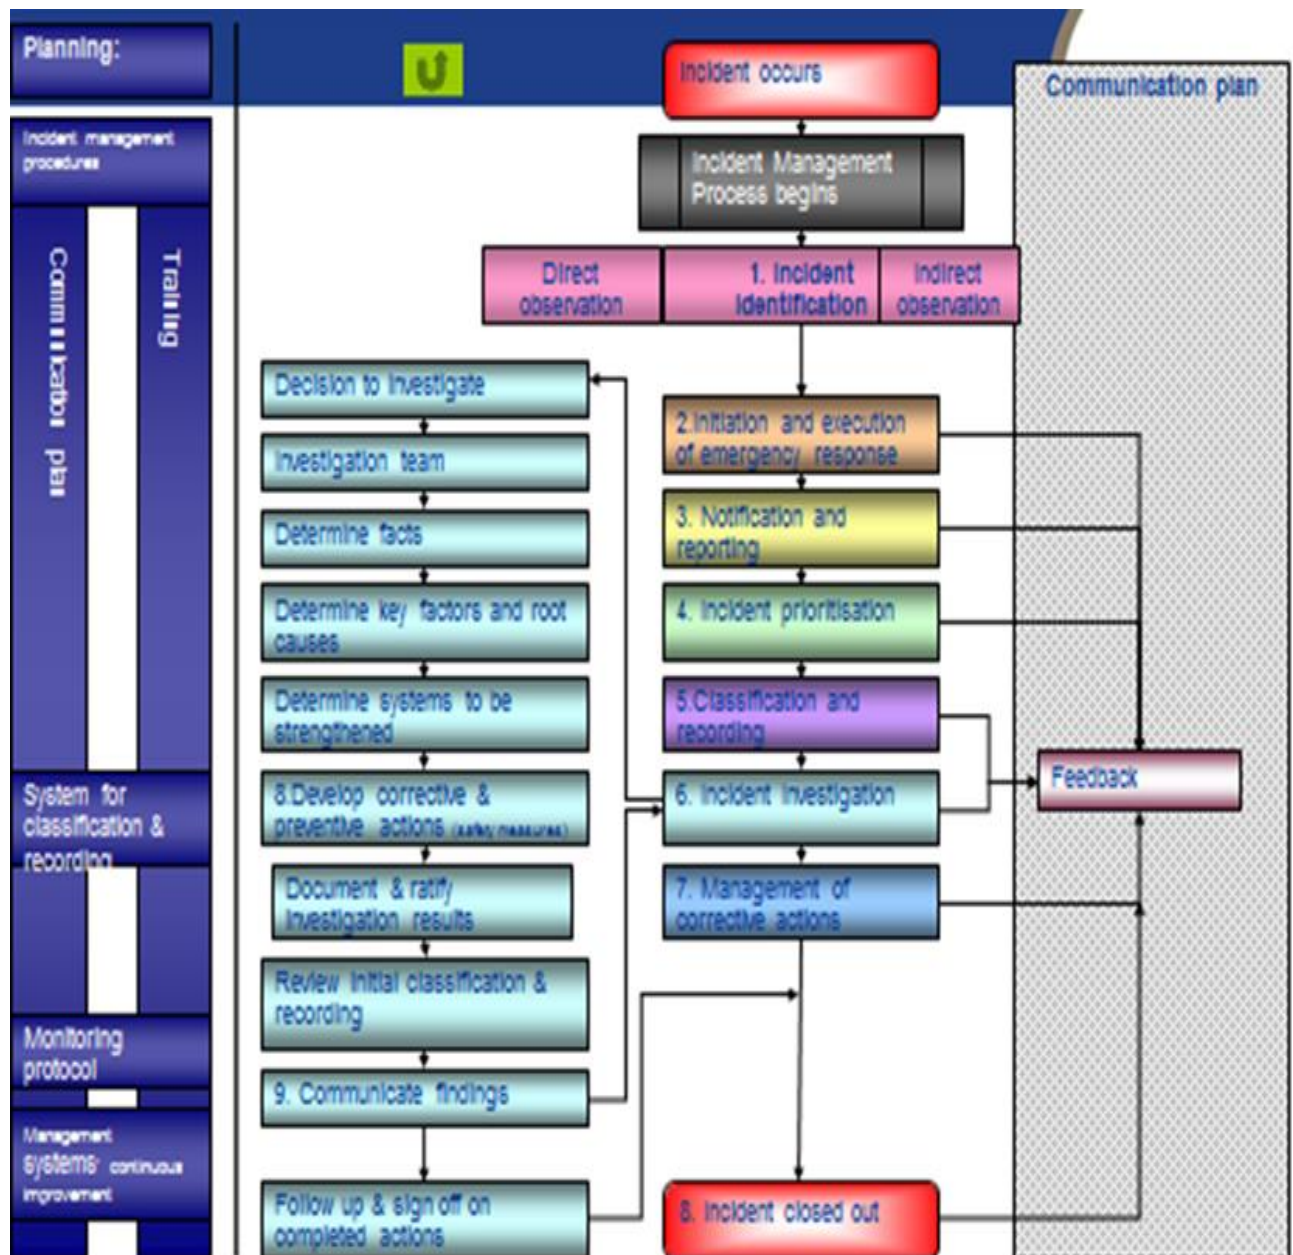 Planning:
Incident occurs
Communication plan
Incident management
procedures
Incident Management
Process begins
Communication plan
Training
Direct
observation
1. Incident
identification
Indirect
observation
Decision to investigate
2.Initiation and execution
of emergency response
Investigation team
3. Notification and
reporting
Determine facts
Determine key factors and root
causes
4. Incident prioritisation
Determine systems to be
strengthened
5.Classification and
recording
Feedback
System for
classification &
recording
8.Develop corrective &
preventive actions (safety measures)
6. Incident investigation
Document & ratify
investigation results
7. Management of
corrective actions
Review initial classification &
recording
Monitoring
protocol
9. Communicate findings
Management
systems: continuous
improvement
Follow up & sign off on
completed actions
8. Incident closed out